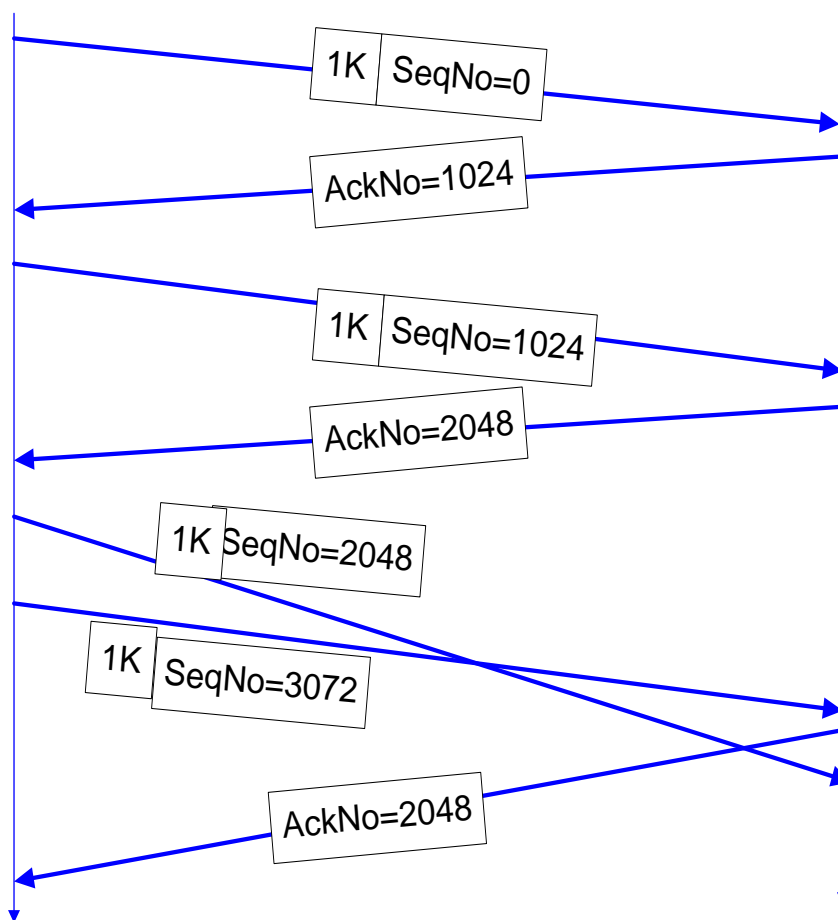 1K SeqNo=0
AckNo=1024
1K SeqNo=1024
AckNo=2048
1K SeqNo=2048
1K SeqNo=3072
AckNo=2048